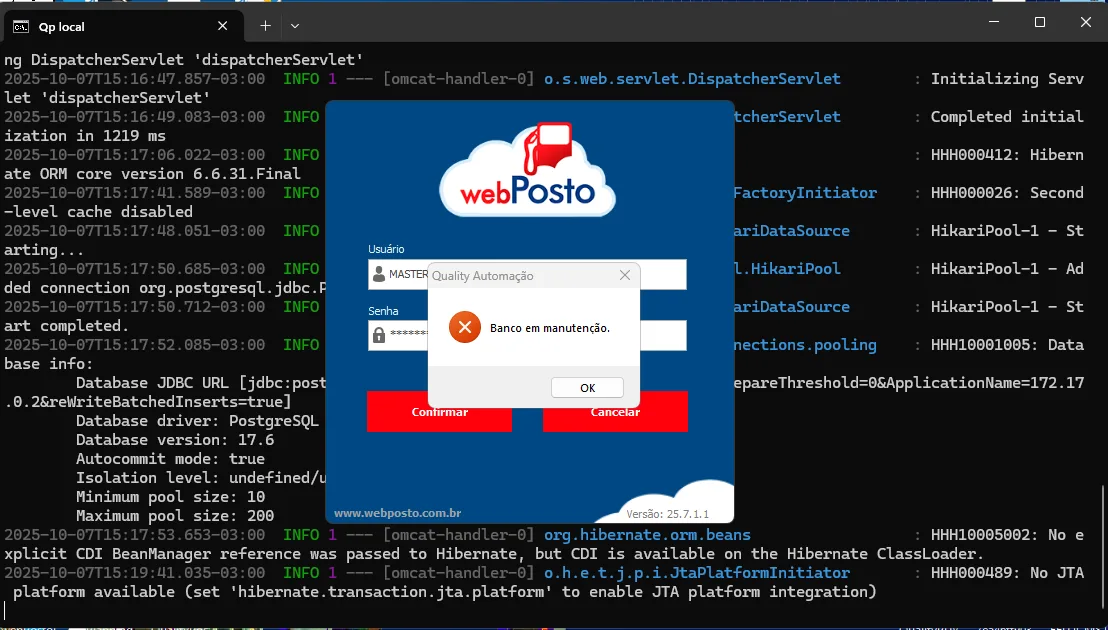 Qp local
ng DispatcherServlet 'dispatcherServlet'
2025-10-07T15:16:47.857-03:00 INFO 1 --- [omcat-handler-0] o.s.web.servlet.DispatcherServlet : Initializing Serv
let 'dispatcherServlet'
2025-10-07T15:16:49.083-03:00 INFO tcherServlet : Completed initial
ization in 1219 ms
2025-10-07T15:17:06.022-03:00 INFO : HHH000412: Hibern
ate ORM core version 6.6.31.Final
2025-10-07T15:17:41.589-03:00 INFO FactoryInitiator : HHH000026: Second
-level cache disabled
2025-10-07T15:17:48.051-03:00 INFO ariDataSource : HikariPool-1 - St
arting...
2025-10-07T15:17:50.685-03:00 INFO l.HikariPool : HikariPool-1 - Ad
ded connection org.postgresql.jdbc.P
2025-10-07T15:17:50.712-03:00 INFO ariDataSource : HikariPool-1 - St
art completed.
2025-10-07T15:17:52.085-03:00 INFO nections.pooling : HHH10001005: Data
base info:
Database JDBC URL [jdbc:post epareThreshold=0&ApplicationName=172.17
.0.2&reWriteBatchedInserts=true]
Database driver: PostgreSQL
Database version: 17.6
Autocommit mode: true
Isolation level: undefined/u
Minimum pool size: 10
Maximum pool size: 200
2025-10-07T15:17:53.653-03:00 INFO 1 --- [omcat-handler-0] org.hibernate.orm.beans : HHH10005002: No e
xplicit CDI BeanManager reference was passed to Hibernate, but CDI is available on the Hibernate ClassLoader.
2025-10-07T15:19:41.035-03:00 INFO 1 --- [omcat-handler-0] o.h.e.t.j.p.i.JtaPlatformInitiator : HHH000489: No JTA
platform available (set 'hibernate.transaction.jta.platform' to enable JTA platform integration)
webPosto
Usuário
MASTER
Senha
*******
Quality Automação
Banco em manutenção.
OK
Confirmar
Cancelar
www.webposto.com.br
Versão: 25.7.1.1